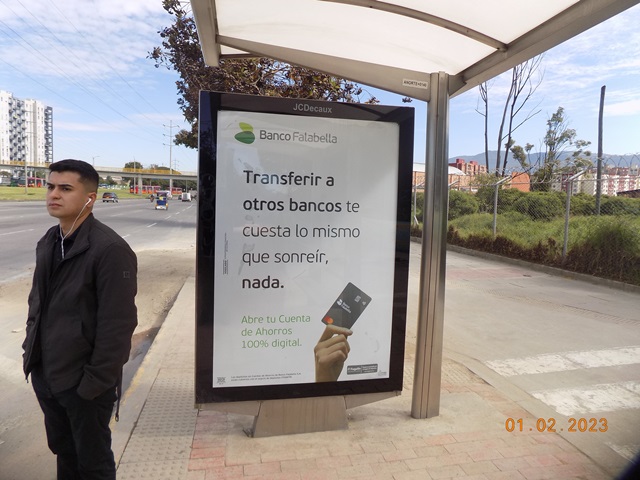 JCDecaux
Banco Falabella
Transferir a
otros bancos te
cuesta lo mismo
que sonreír,
nada.
Abre tu Cuenta
de Ahorros
100% digital.
01.02.2023